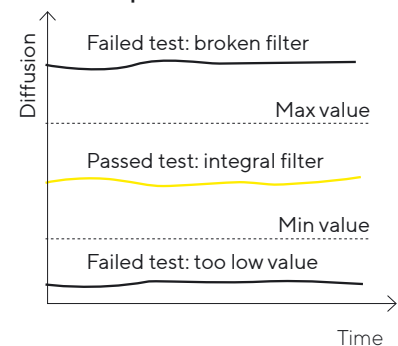 Diffusion
Failed test: broken filter
Max value
Passed test: integral filter
Min value
Failed test: too low value
Time